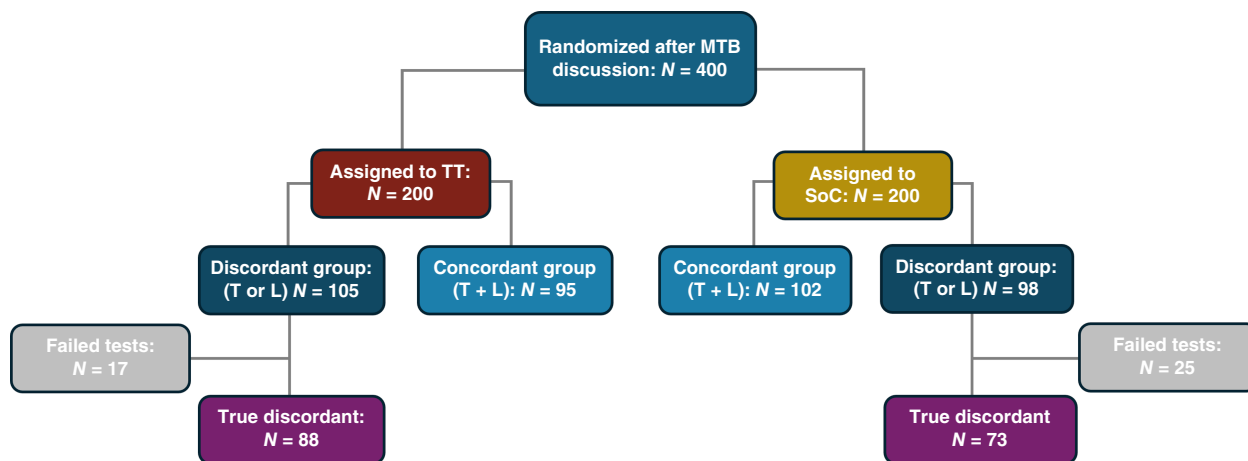 Randomized after MTB
discussion: N = 400
Assigned to TT:
N = 200
Assigned to
SoC: N = 200
Discordant group:
(T or L) N = 105
Concordant group
(T + L): N = 95
Concordant group
(T + L): N = 102
Discordant group:
(T or L) N = 98
Failed tests:
N = 17
Failed tests:
N = 25
True discordant:
N = 88
True discordant
N = 73